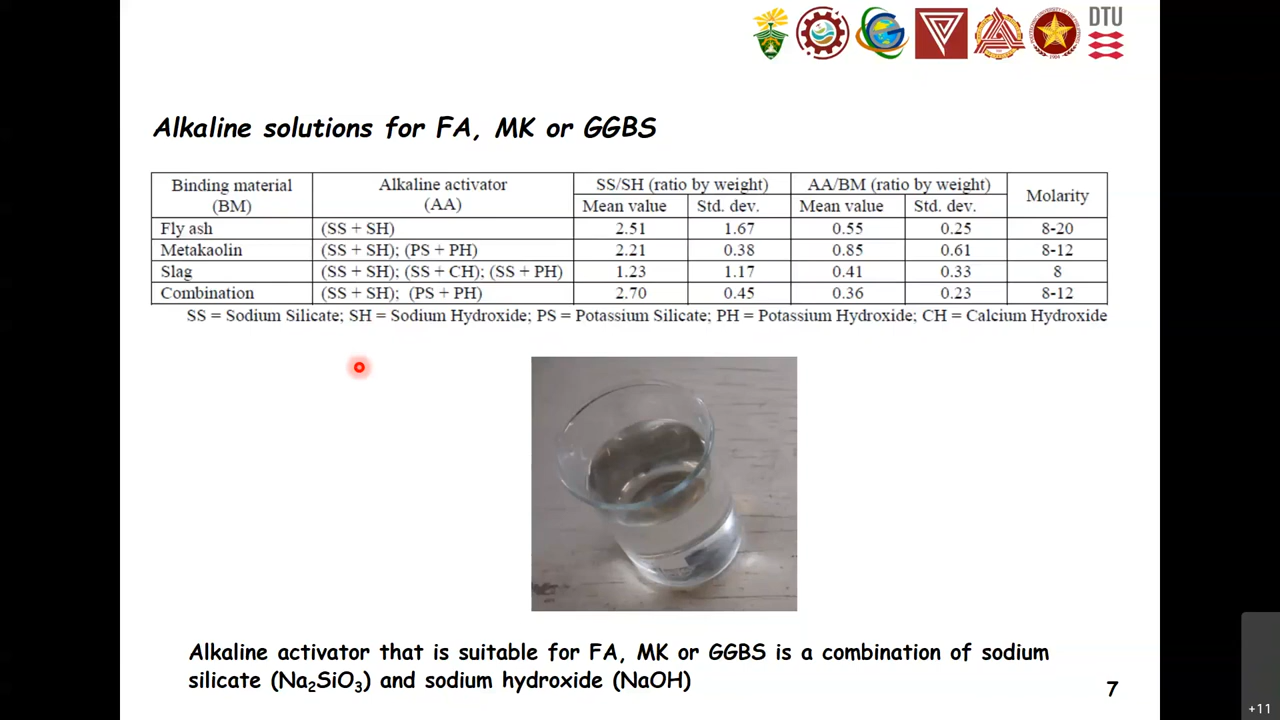 DTU
Alkaline solutions for FA, MK or GGBS
Binding material (BM) Alkaline activator (AA) SS/SH (ratio by weight) AA/BM (ratio by weight) Molarity
Mean value Std. dev. Mean value Std. dev.
Fly ash (SS + SH) 2.51 1.67 0.55 0.25 8-20
Metakaolin (SS + SH); (PS + PH) 2.21 0.38 0.85 0.61 8-12
Slag (SS + SH); (SS + CH); (SS + PH) 1.23 1.17 0.41 0.33 8
Combination (SS + SH); (PS + PH) 2.70 0.45 0.36 0.23 8-12
SS = Sodium Silicate; SH = Sodium Hydroxide; PS = Potassium Silicate; PH = Potassium Hydroxide; CH = Calcium Hydroxide
Alkaline activator that is suitable for FA, MK or GGBS is a combination of sodium
silicate (Na₂SiO₃) and sodium hydroxide (NaOH)
7
+11